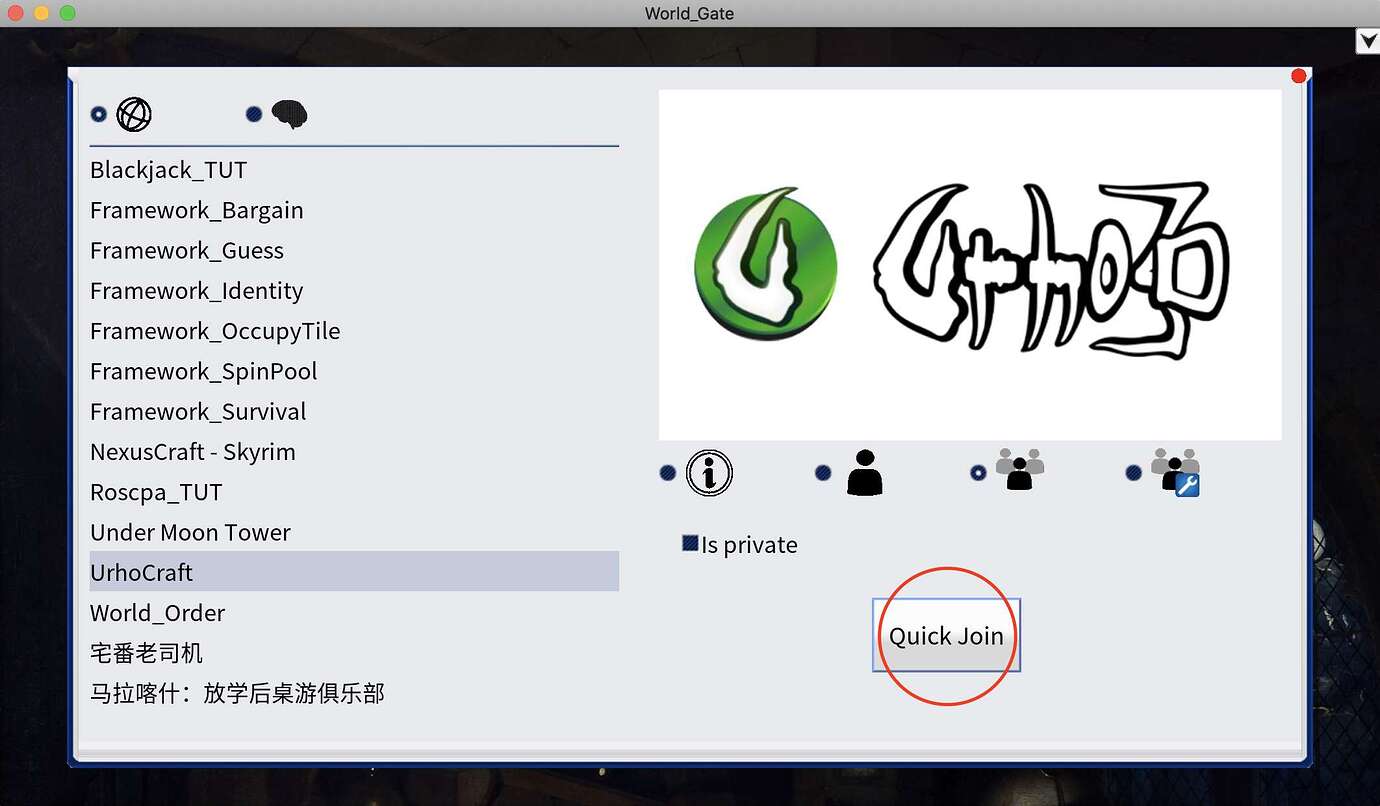 World_Gate
Blackjack_TUT
Framework_Bargain
Framework_Guess
Framework_Identity
Framework_OccupyTile
Framework_SpinPool
Framework_Survival
NexusCraft - Skyrim
Roscpa_TUT
Under Moon Tower
UrhoCraft
World_Order
宅番老司机
马拉喀什：放学后桌游俱乐部
Urho3D
Is private
Quick Join